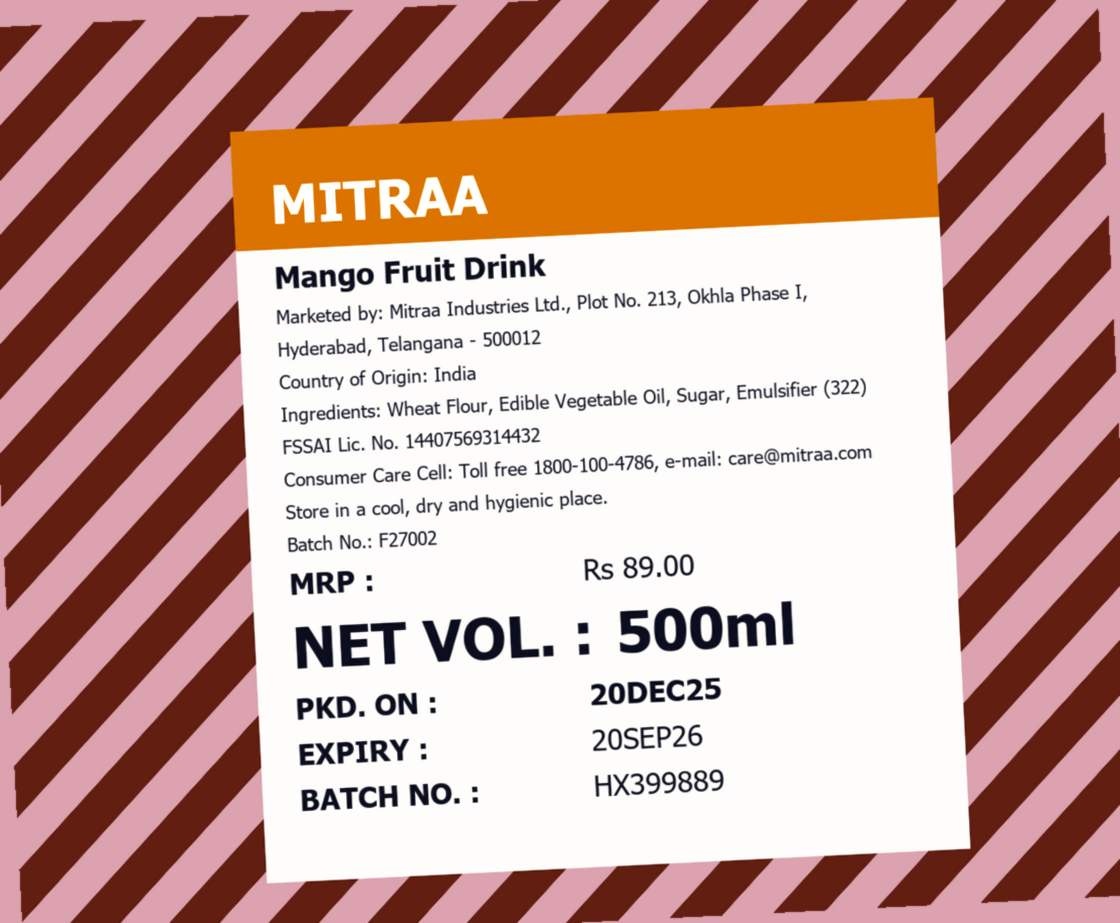 MITRAA
Mango Fruit Drink
Marketed by: Mitraa Industries Ltd., Plot No. 213, Okhla Phase I,
Hyderabad, Telangana - 500012
Country of Origin: India
Ingredients: Wheat Flour, Edible Vegetable Oil, Sugar, Emulsifier (322)
FSSAI Lic. No. 14407569314432
Consumer Care Cell: Toll free 1800-100-4786, e-mail: care@mitraa.com
Store in a cool, dry and hygienic place.
Batch No.: F27002
MRP : Rs 89.00
NET VOL. : 500ml
PKD. ON : 20DEC25
EXPIRY : 20SEP26
BATCH NO. : HX399889